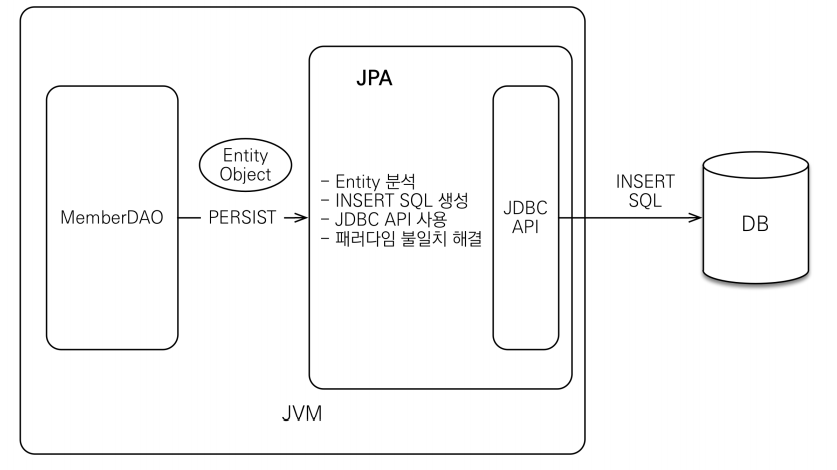 JPA
Entity
Object
MemberDAO
PERSIST
- Entity 분석
- INSERT SQL 생성
- JDBC API 사용
- 패러다임 불일치 해결
JDBC
API
INSERT
SQL
DB
JVM